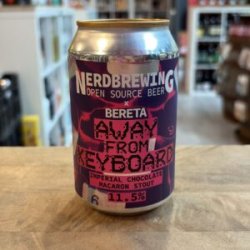 NERDBREWING
OPEN SOURCE BEER
X
BERETA
AWAY
FROM
KEYBOARD
IMPERIAL CHOCOLATE
MACARON STOUT
11.5%